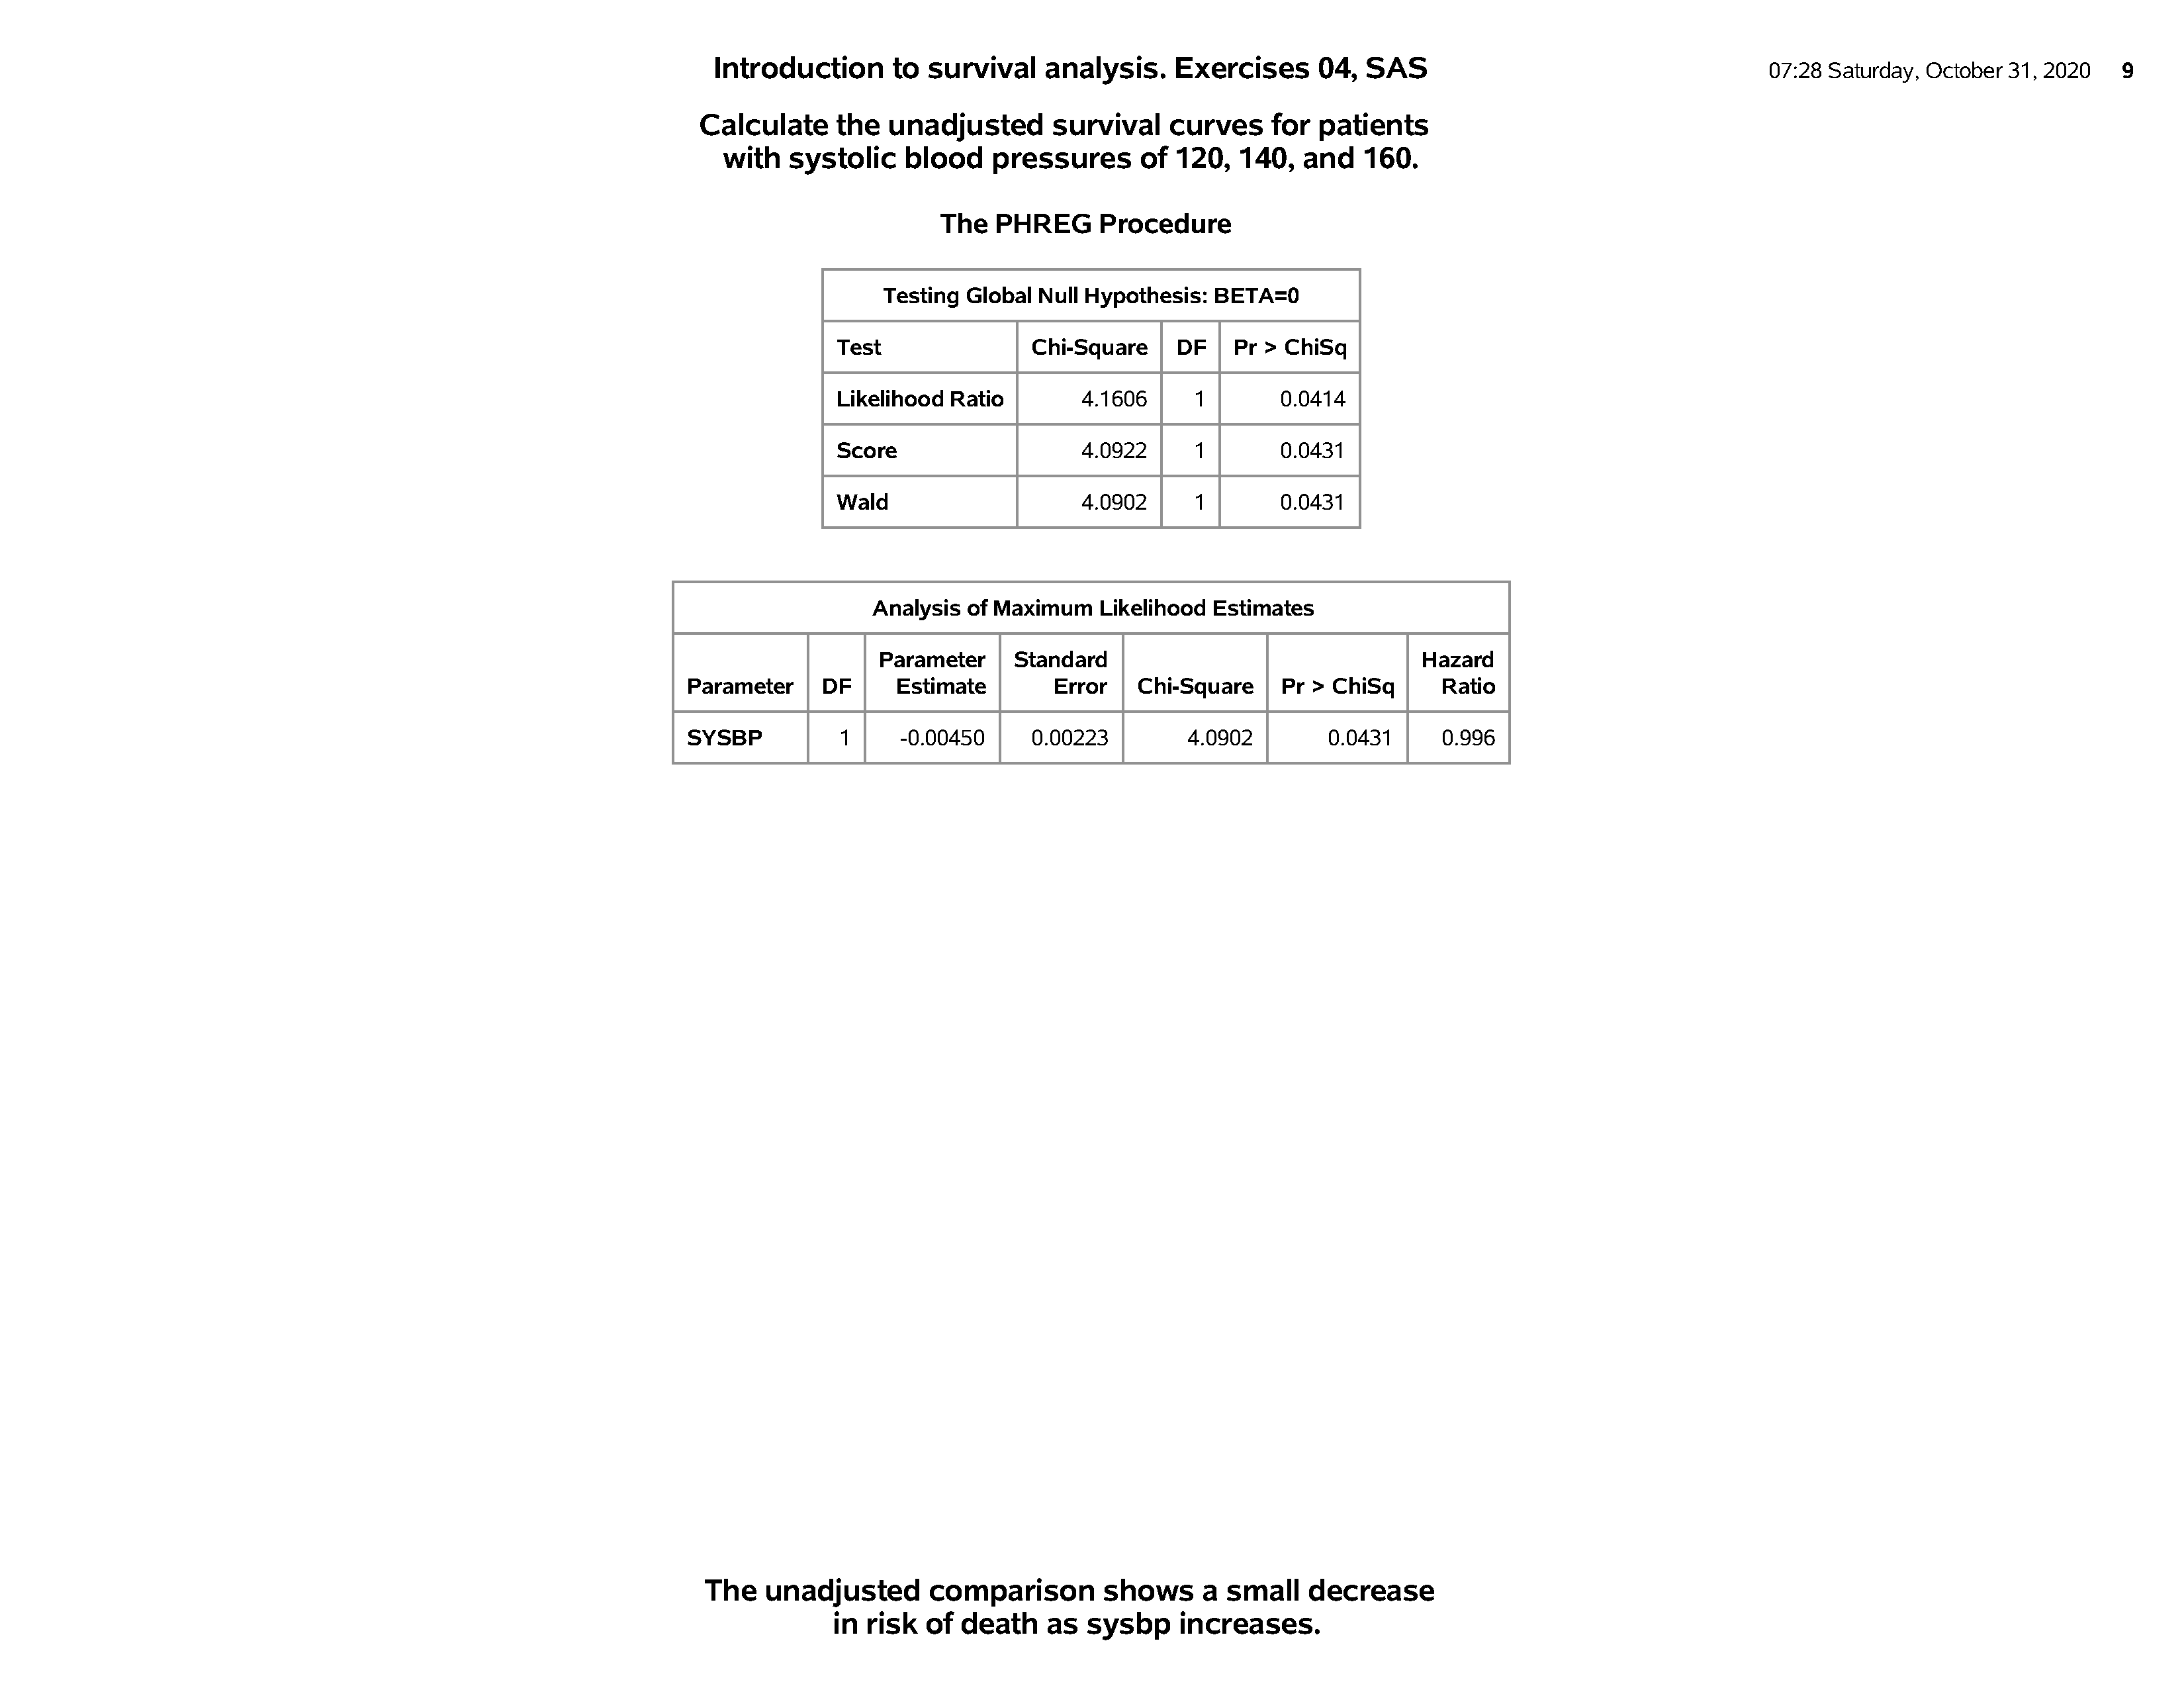 Introduction to survival analysis. Exercises 04, SAS
07:28 Saturday, October 31, 2020 9
Calculate the unadjusted survival curves for patients
with systolic blood pressures of 120, 140, and 160.
The PHREG Procedure
Testing Global Null Hypothesis: BETA=0
Test Chi-Square DF Pr > ChiSq
Likelihood Ratio 4.1606 1 0.0414
Score 4.0922 1 0.0431
Wald 4.0902 1 0.0431
Analysis of Maximum Likelihood Estimates
Parameter DF Parameter Estimate Standard Error Chi-Square Pr > ChiSq Hazard Ratio
SYSBP 1 -0.00450 0.00223 4.0902 0.0431 0.996
The unadjusted comparison shows a small decrease
in risk of death as sysbp increases.